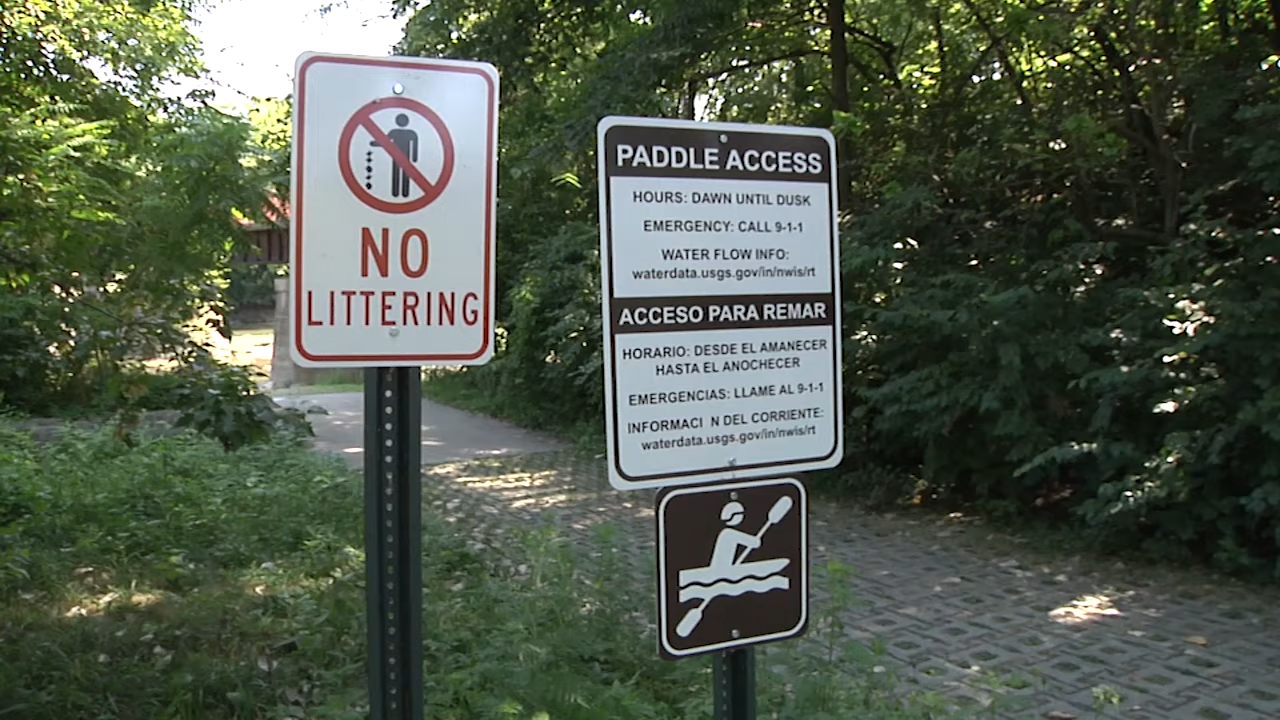 NO
LITTERING
PADDLE ACCESS
HOURS: DAWN UNTIL DUSK
EMERGENCY: CALL 9-1-1
WATER FLOW INFO:
waterdata.usgs.gov/in/nwis/rt
ACCESO PARA REMAR
HORARIO: DESDE EL AMANECER
HASTA EL ANOCHECER
EMERGENCIAS: LLAME AL 9-1-1
INFORMACI N DEL CORRIENTE:
waterdata.usgs.gov/in/nwis/rt